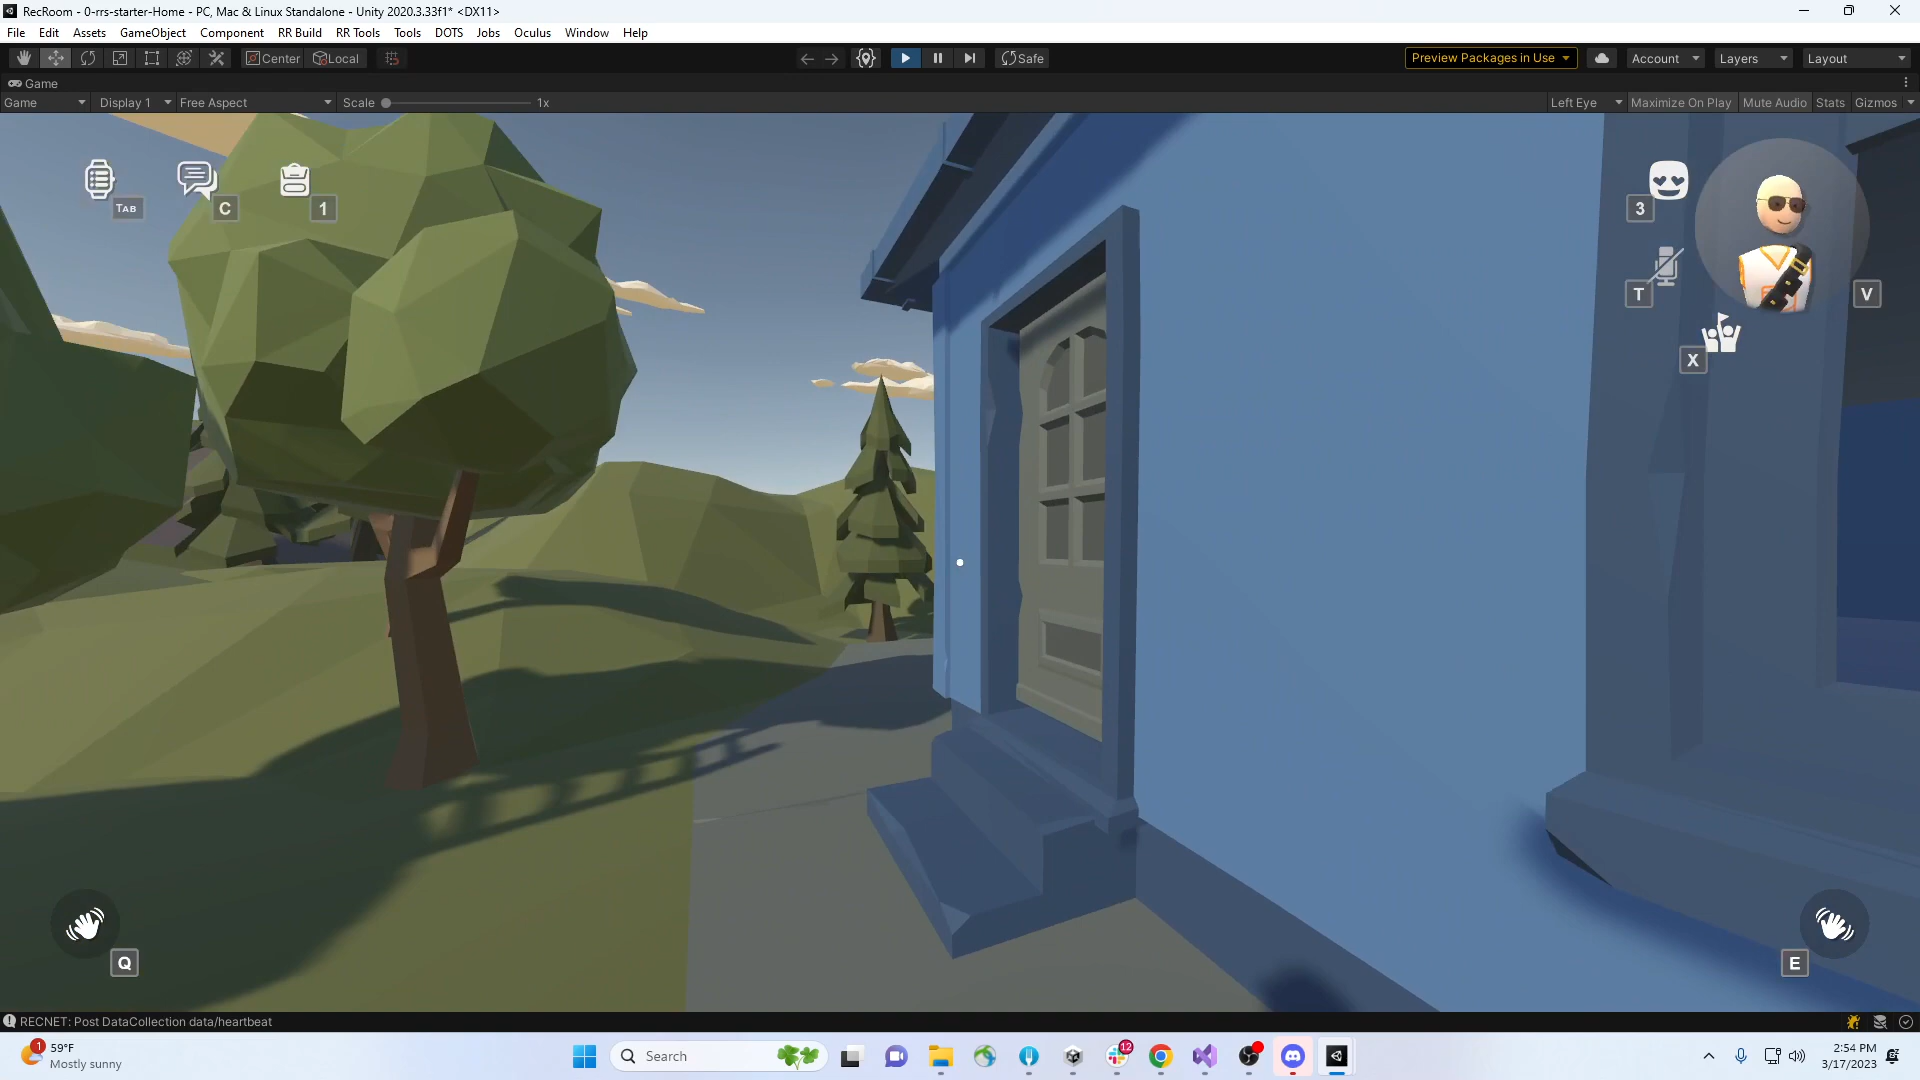 RecRoom - 0-rrs-starter-Home - PC, Mac & Linux Standalone - Unity 2020.3.33f1* <DX11>
File Edit Assets GameObject Component RR Build RR Tools Tools DOTS Jobs Oculus Window Help
Center Local Safe Preview Packages in Use Account Layers Layout
Game
Game Display 1 Free Aspect Scale 1x Left Eye Maximize On Play Mute Audio Stats Gizmos
TAB C 1 3
T V
X
Q E
RECNET: Post DataCollection data/heartbeat
1 59°F
Mostly sunny
Search
12
2:54 PM
3/17/2023